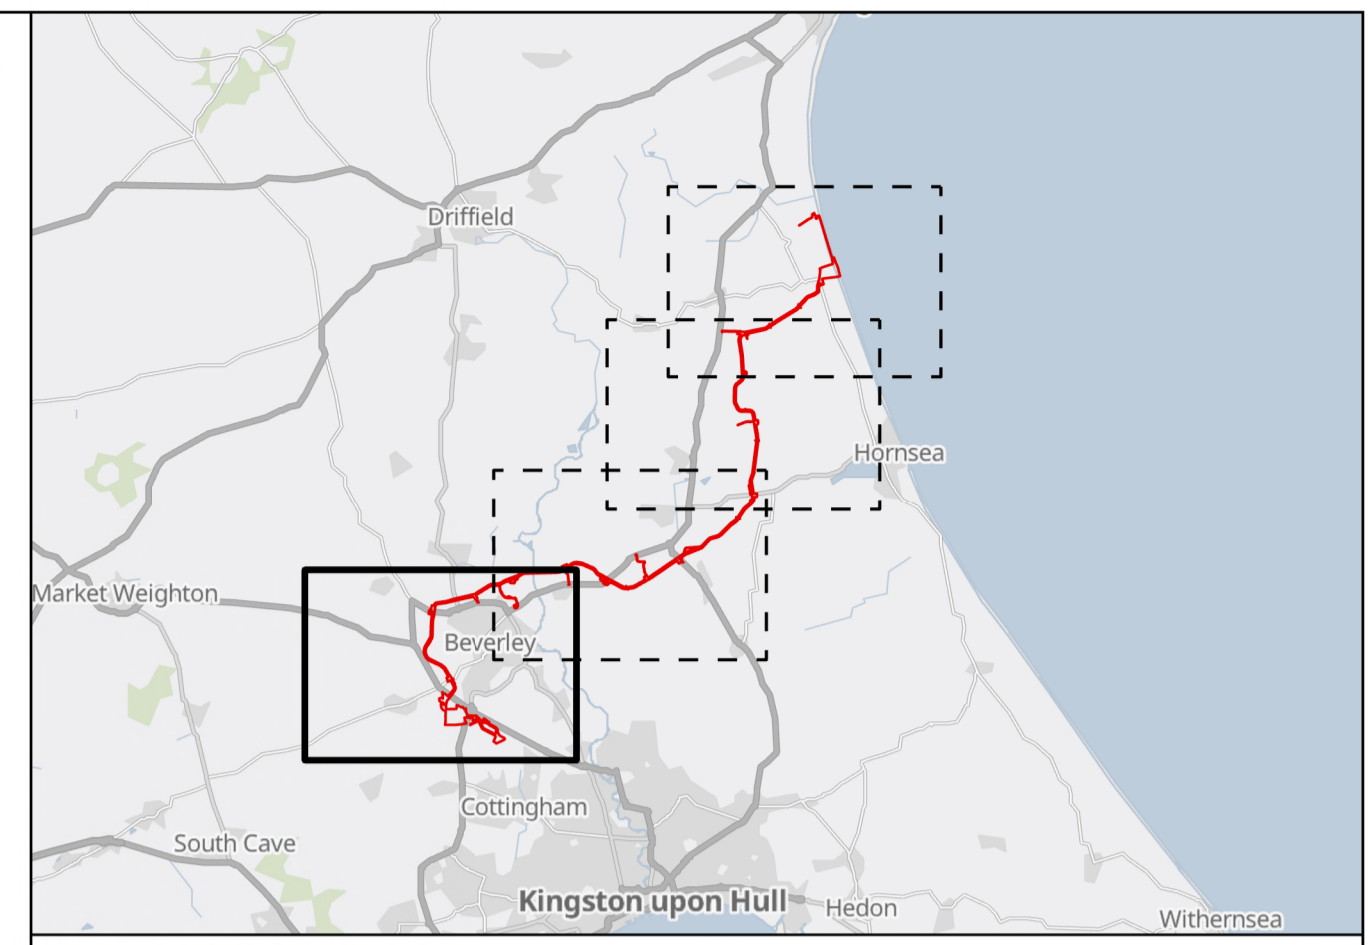 Driffield
Hornsea
Market Weighton
Beverley
Cottingham
South Cave
Kingston upon Hull
Hedon
Withernsea